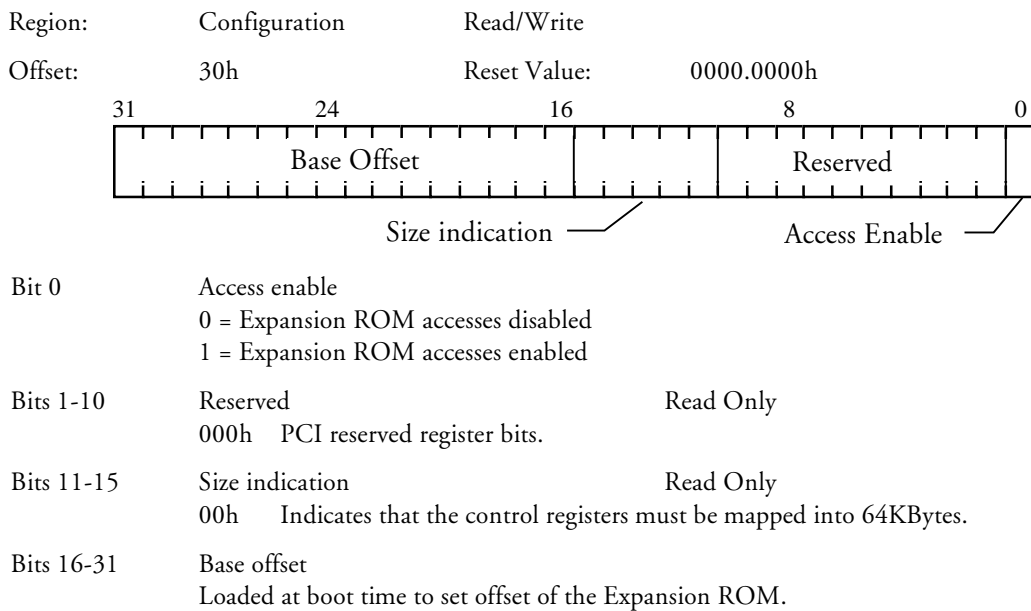 Region: Configuration Read/Write
Offset: 30h Reset Value: 0000.0000h
31 24 16 8 0
Base Offset Reserved
Size indication Access Enable
Bit 0 Access enable
0 = Expansion ROM accesses disabled
1 = Expansion ROM accesses enabled
Bits 1-10 Reserved Read Only
000h PCI reserved register bits.
Bits 11-15 Size indication Read Only
00h Indicates that the control registers must be mapped into 64KBytes.
Bits 16-31 Base offset
Loaded at boot time to set offset of the Expansion ROM.